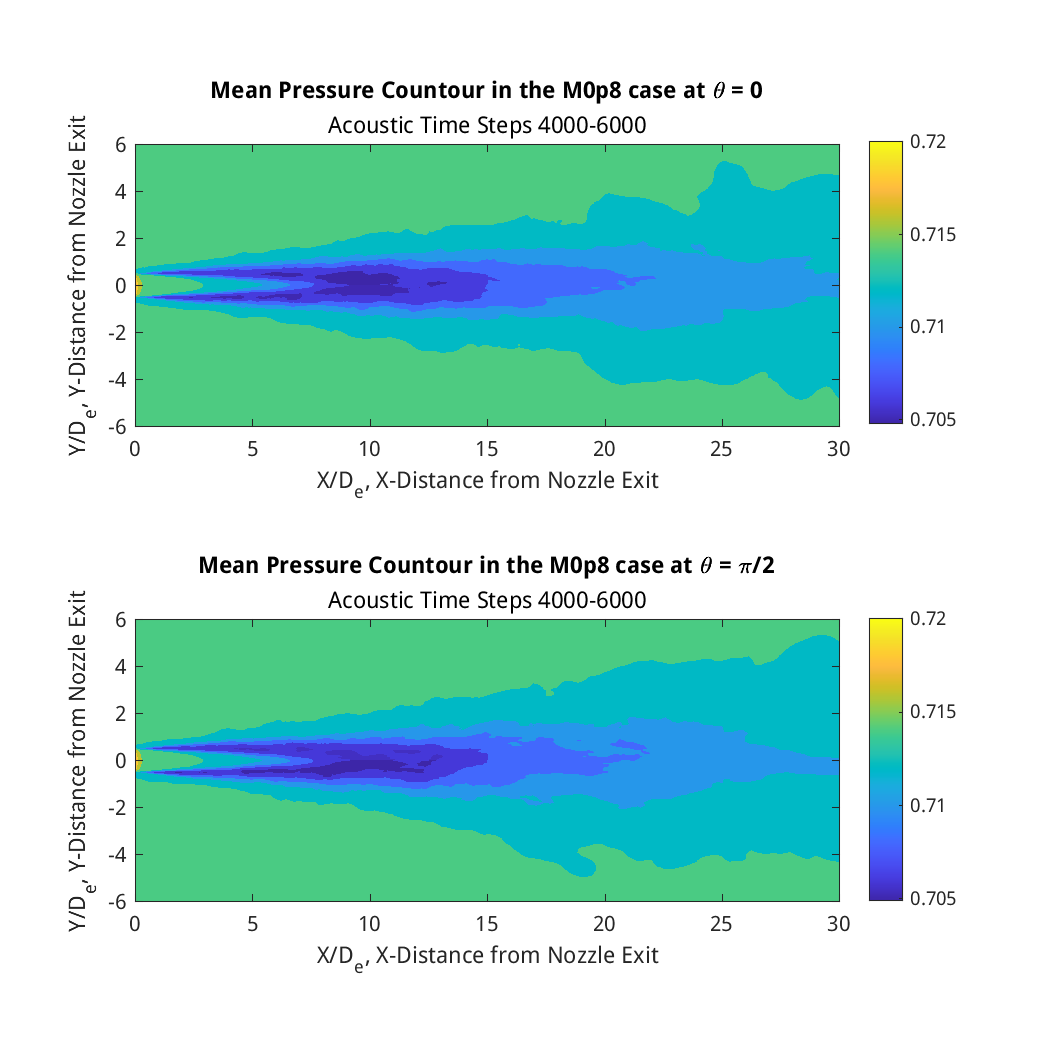 Mean Pressure Countour in the M0p8 case at θ = 0
Acoustic Time Steps 4000-6000
Y/De, Y-Distance from Nozzle Exit
6
4
2
0
-2
-4
-6
0 5 10 15 20 25 30
X/De, X-Distance from Nozzle Exit
0.72
0.715
0.71
0.705
Mean Pressure Countour in the M0p8 case at θ = π/2
Acoustic Time Steps 4000-6000
Y/De, Y-Distance from Nozzle Exit
6
4
2
0
-2
-4
-6
0 5 10 15 20 25 30
X/De, X-Distance from Nozzle Exit
0.72
0.715
0.71
0.705